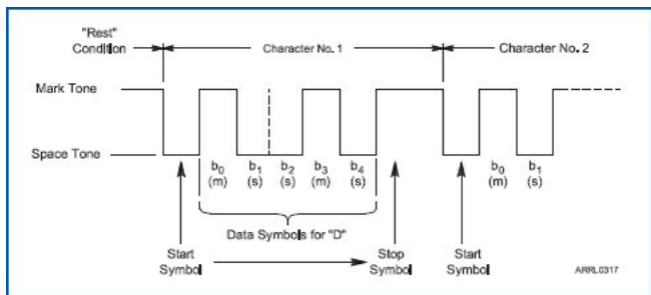 "Rest"
Condition
Character No. 1
Character No. 2
Mark Tone
Space Tone
b0 b1 b2 b3 b4 b0 b1
(m) (s) (s) (m) (s) (m) (s)
Data Symbols for "D"
Start
Symbol
Stop
Symbol
Start
Symbol
ARRL0317